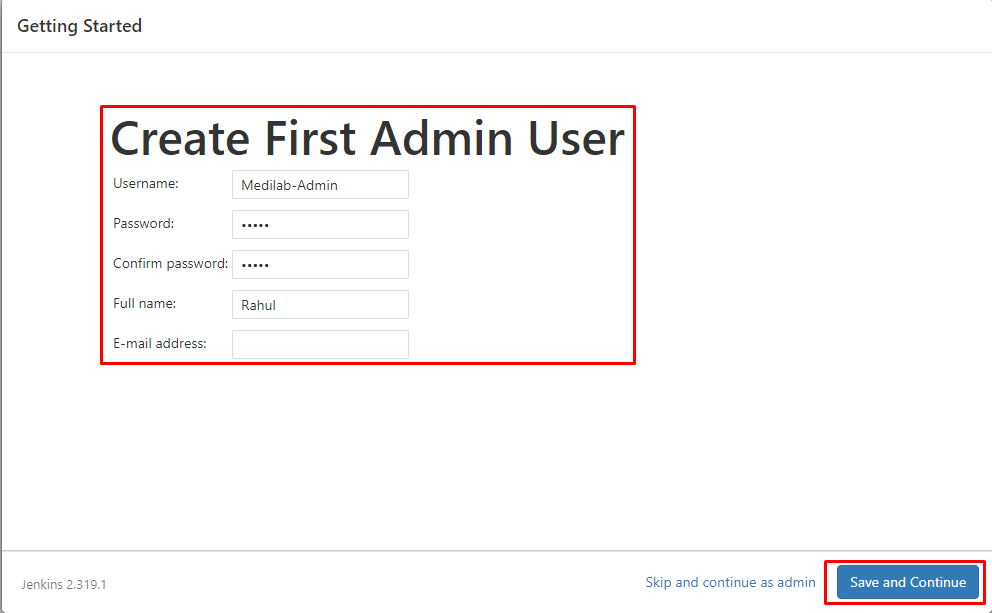 Getting Started
Create First Admin User
Username: Medilab-Admin
Password: •••••
Confirm password: •••••
Full name: Rahul
E-mail address:
Jenkins 2.319.1 Skip and continue as admin Save and Continue